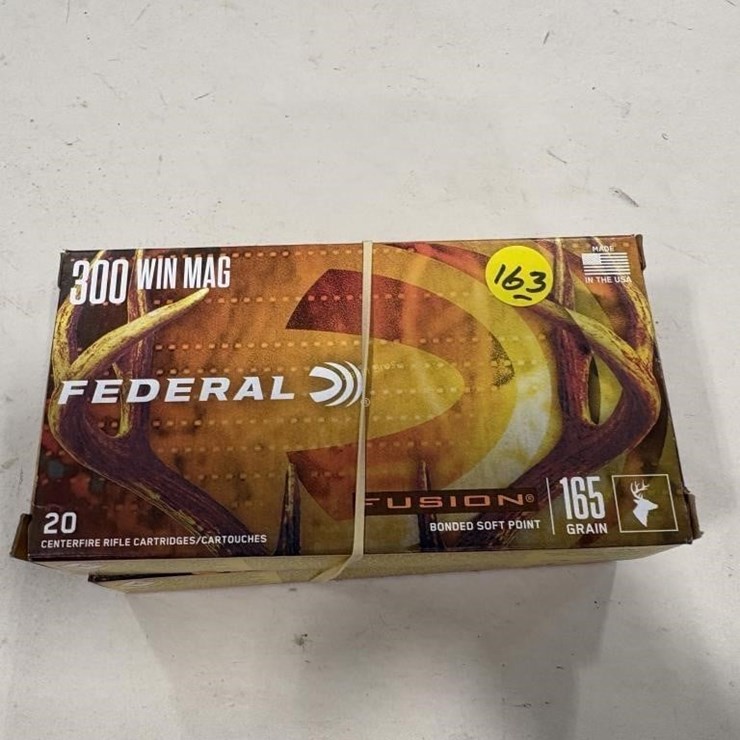 300 WIN MAG
163
MADE
IN THE USA
FEDERAL
FUSION®
BONDED SOFT POINT
165
GRAIN
20
CENTERFIRE RIFLE CARTRIDGES/CARTOUCHES